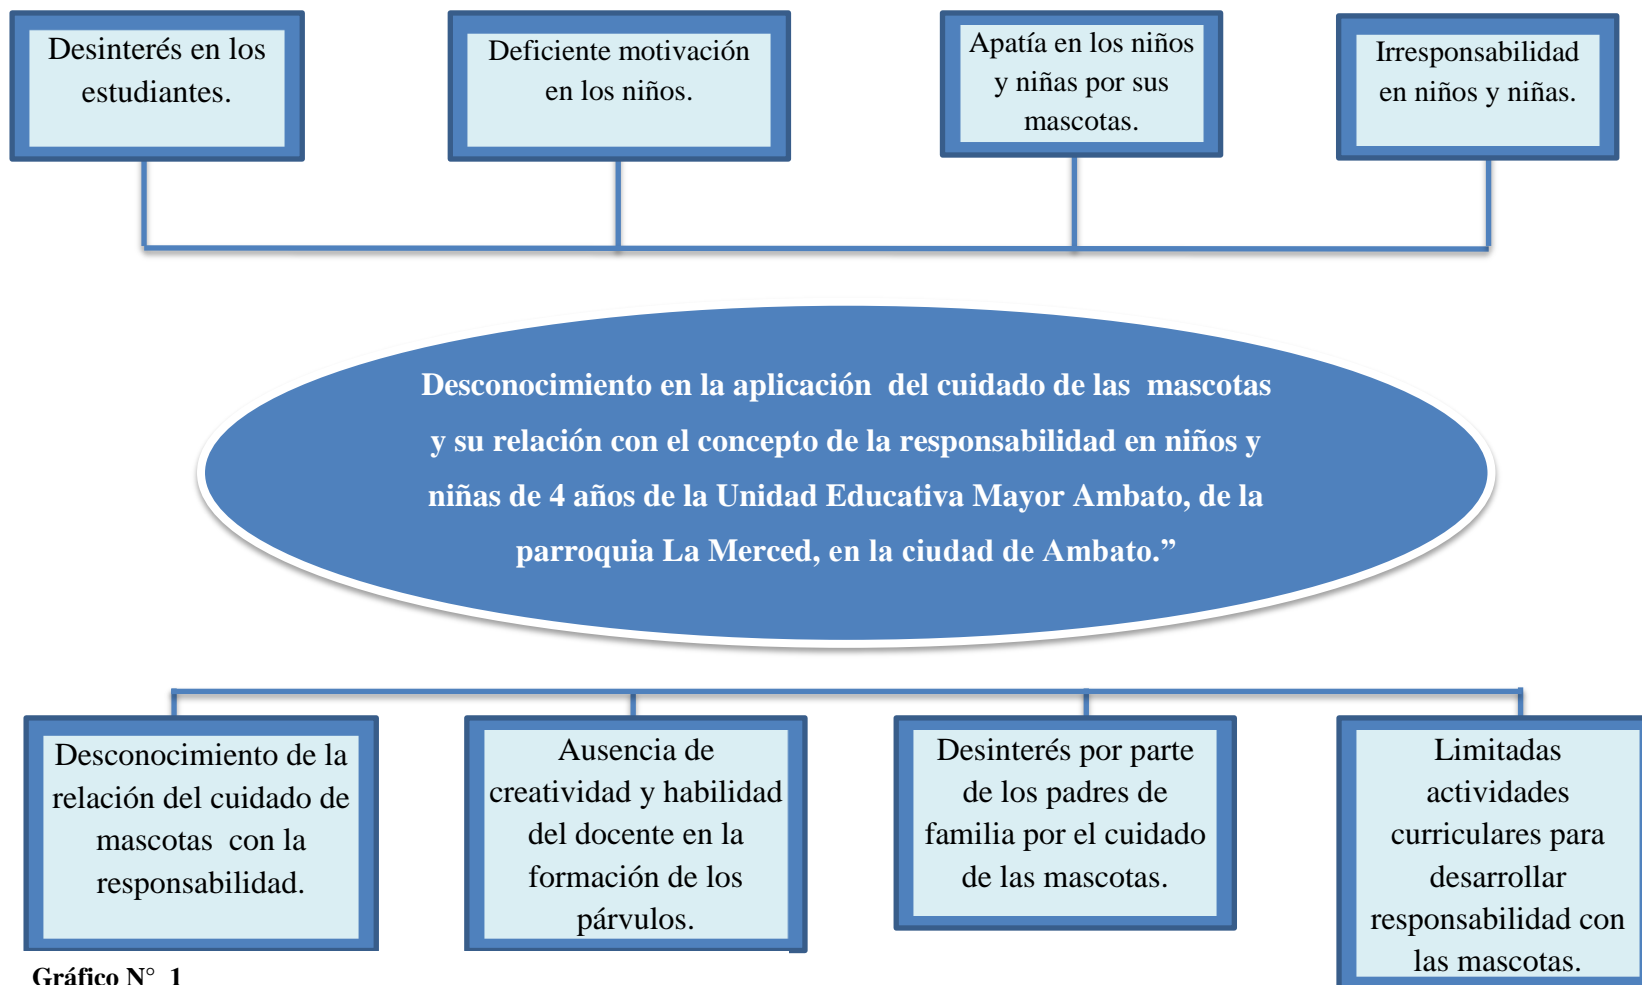 Desinterés en los
estudiantes.
Deficiente motivación
en los niños.
Apatía en los niños
y niñas por sus
mascotas.
Irresponsabilidad
en niños y niñas.
Desconocimiento en la aplicación  del cuidado de las  mascotas
y su relación con el concepto de la responsabilidad en niños y
niñas de 4 años de la Unidad Educativa Mayor Ambato, de la
parroquia La Merced, en la ciudad de Ambato.”
Desconocimiento de la
relación del cuidado de
mascotas  con la
responsabilidad.
Ausencia de
creatividad y habilidad
del docente en la
formación de los
párvulos.
Desinterés por parte
de los padres de
familia por el cuidado
de las mascotas.
Limitadas
actividades
curriculares para
desarrollar
responsabilidad con
las mascotas.
Gráfico N°  1